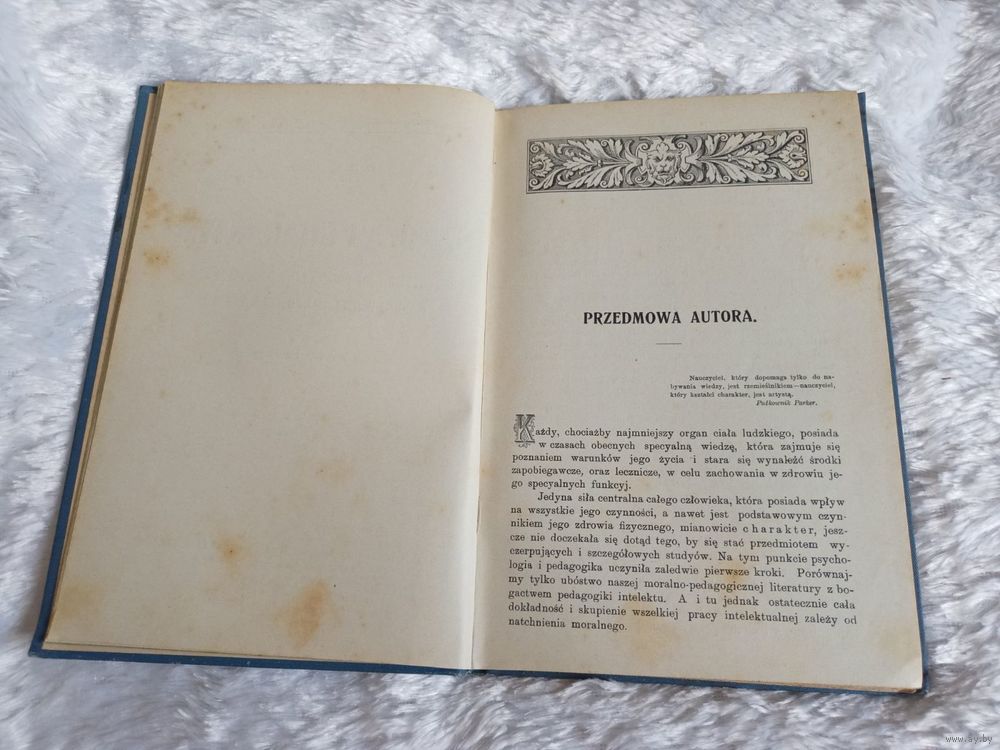 PRZEDMOWA AUTORA.
Nauczyciel, który dopomaga tylko do na-
bywania wiedzy, jest rzemieślnikiem—nauczyciel,
który kształci charakter, jest artystą.
Pułkownik Parker.
Każdy, chociażby najmniejszy organ ciała ludzkiego, posiada
w czasach obecnych specyalną wiedzę, która zajmuje się
poznaniem warunków jego życia i stara się wynaleźć środki
zapobiegawcze, oraz lecznicze, w celu zachowania w zdrowiu je-
go specyalnych funkcyj.
Jedyna siła centralna całego człowieka, która posiada wpływ
na wszystkie jego czynności, a nawet jest podstawowym czyn-
nikiem jego zdrowia fizycznego, mianowicie charakter, jesz-
cze nie doczekała się dotąd tego, by się stać przedmiotem wy-
czerpujących i szczegółowych studyów. Na tym punkcie psycho-
logia i pedagogika uczyniła zaledwie pierwsze kroki. Porównaj-
my tylko ubóstwo naszej moralno-pedagogicznej literatury z bo-
gactwem pedagogiki intelektu. A i tu jednak ostatecznie cała
dokładność i skupienie wszelkiej pracy intelektualnej zależy od
natchnienia moralnego.
www.ay.by